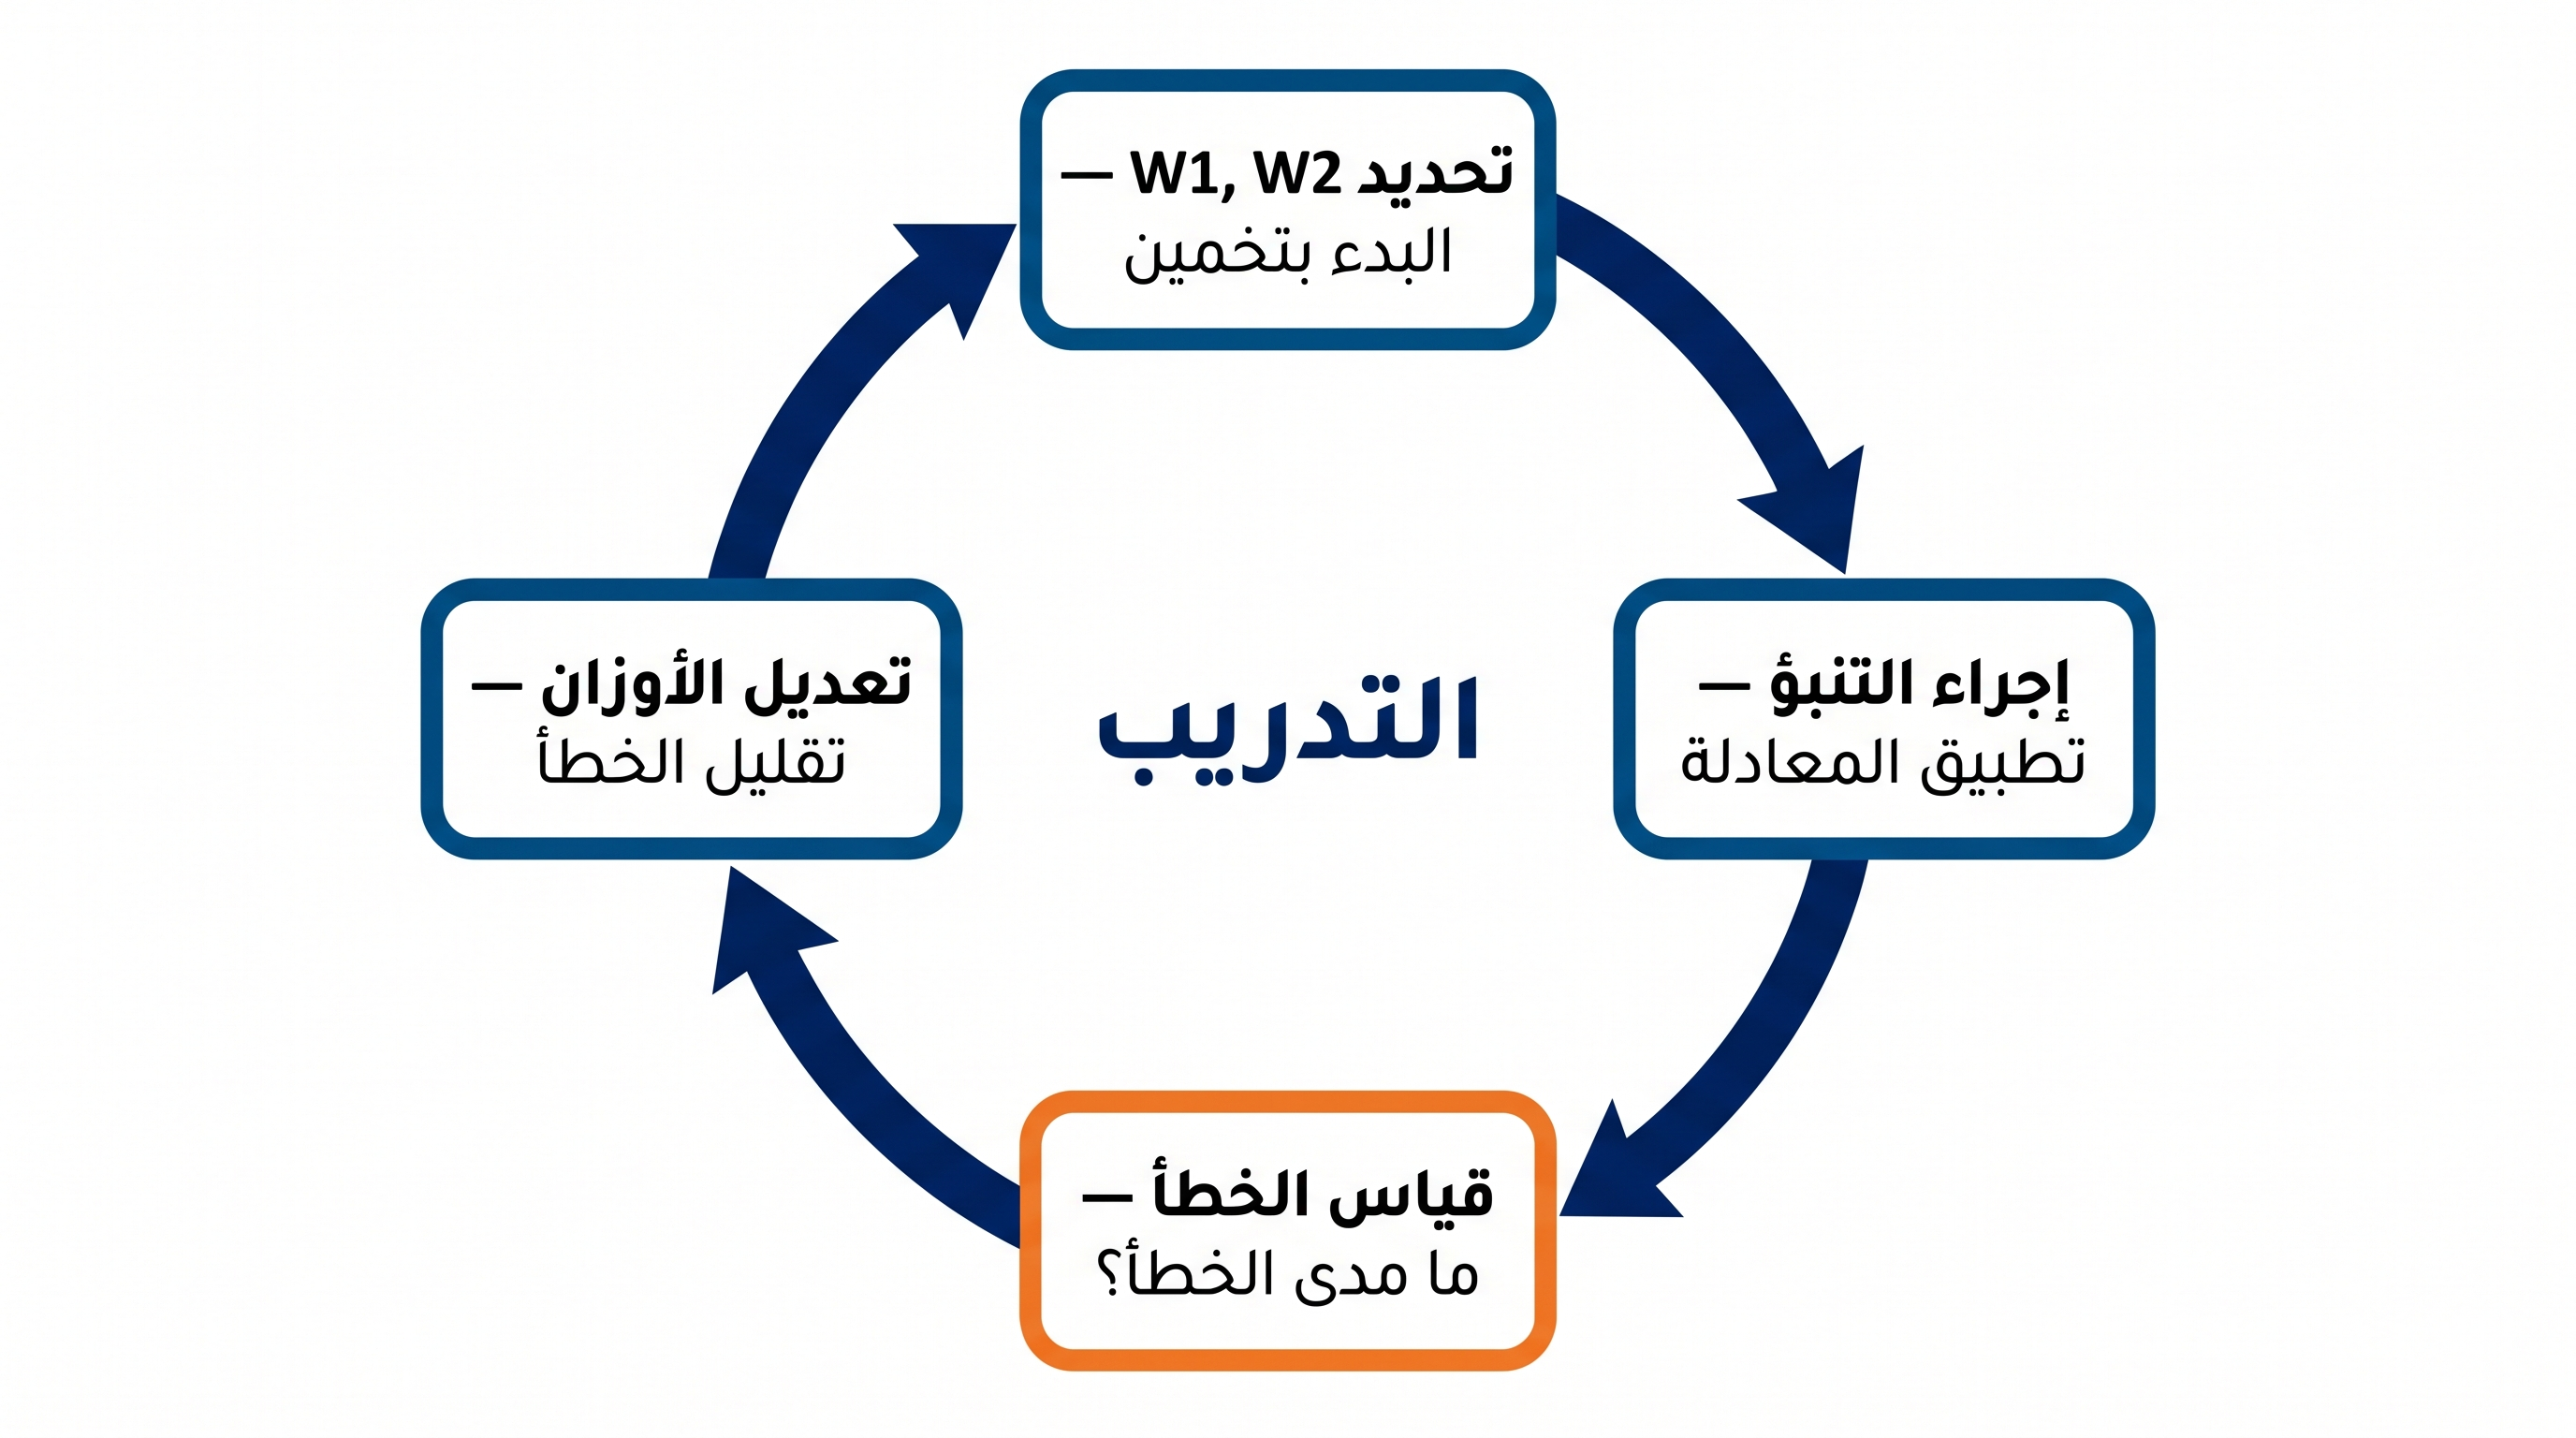 تحديد W1, W2 —
البدء بتخمين
إجراء التنبؤ —
تطبيق المعادلة
التدريب
تعديل الأوزان —
تقليل الخطأ
قياس الخطأ —
ما مدى الخطأ؟